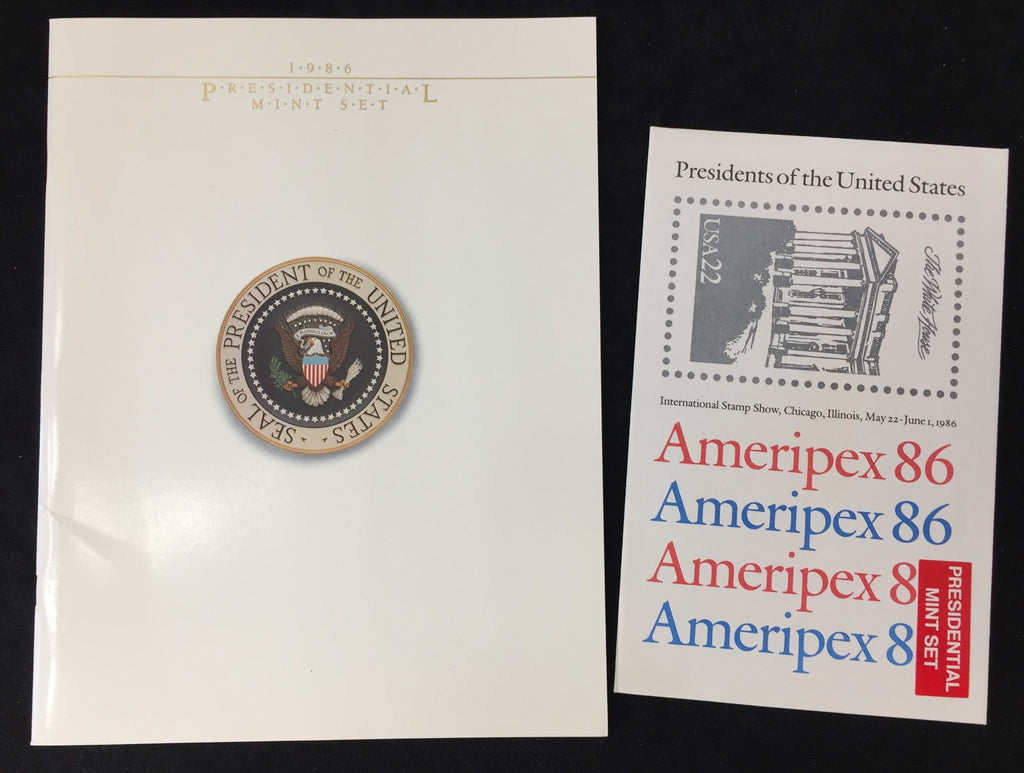 1·9·8·6
P·R·E·S·I·D·E·N·T·I·A·L
M·I·N·T S·E·T
SEAL OF THE PRESIDENT OF THE UNITED STATES
Presidents of the United States
USA22
The White House
International Stamp Show, Chicago, Illinois, May 22-June 1, 1986
Ameripex 86
Ameripex 86
Ameripex 8
Ameripex 8
PRESIDENTIAL
MINT SET